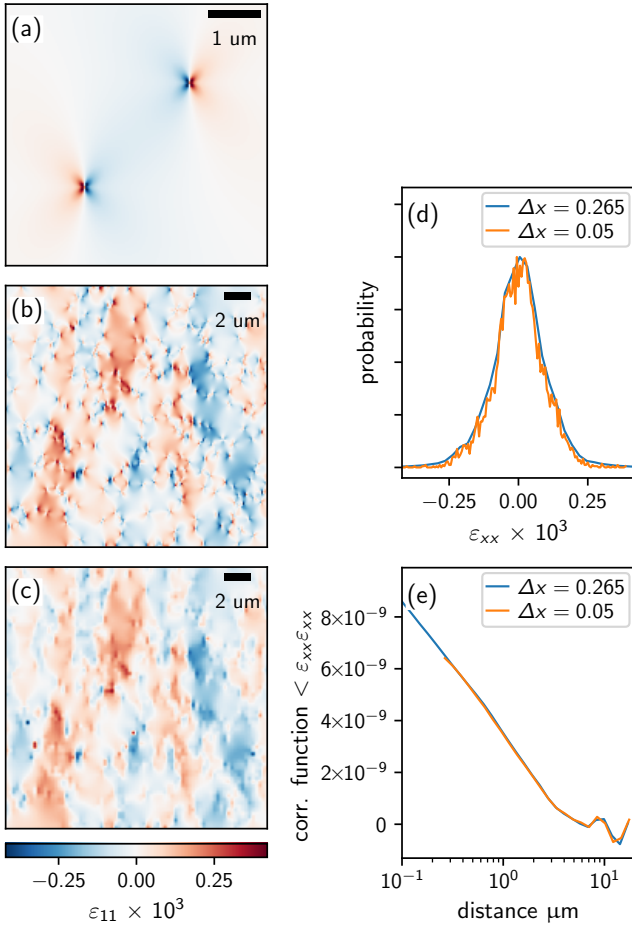 (a)
1 um
(b)
2 um
(c)
2 um
−0.25 0.00 0.25
ε₁₁ × 10³
(d)
Δx = 0.265
Δx = 0.05
probability
−0.25 0.00 0.25
εₓₓ × 10³
(e)
Δx = 0.265
Δx = 0.05
corr. function < εₓₓεₓₓ
8×10⁻⁹
6×10⁻⁹
4×10⁻⁹
2×10⁻⁹
0
10⁻¹ 10⁰ 10¹
distance μm